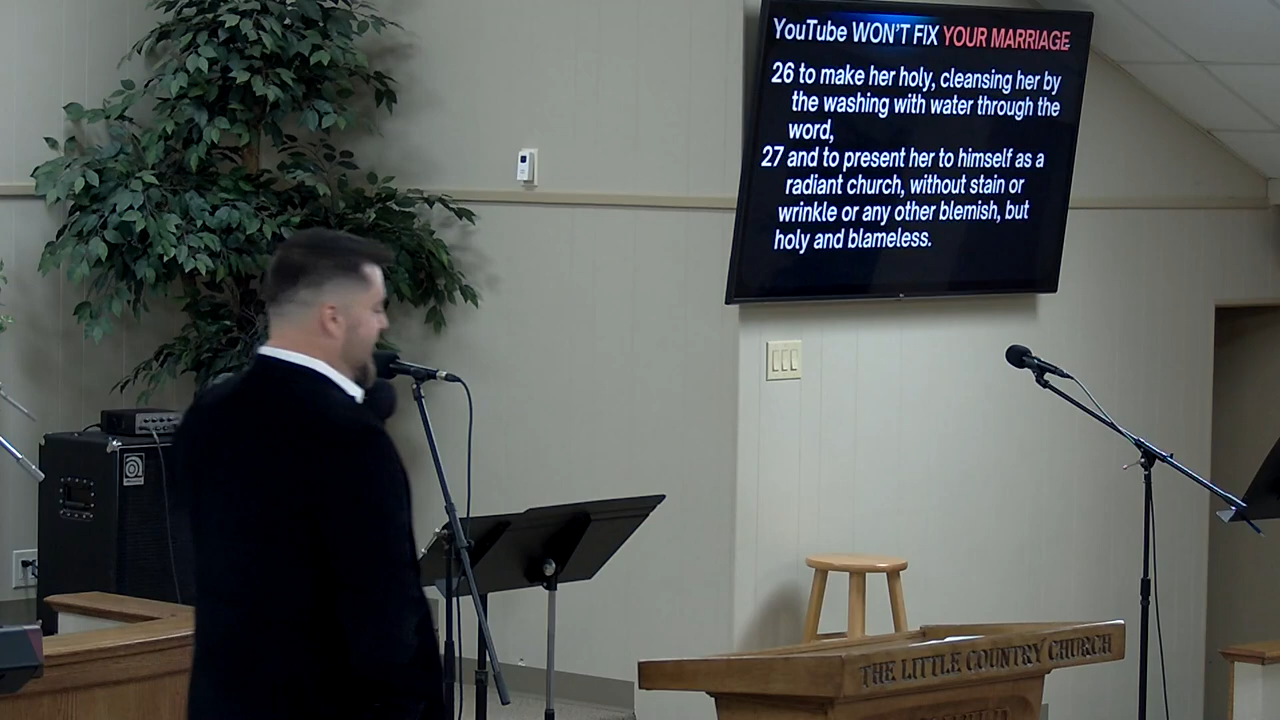 YouTube WON'T FIX YOUR MARRIAGE
26 to make her holy, cleansing her by
the washing with water through the
word,
27 and to present her to himself as a
radiant church, without stain or
wrinkle or any other blemish, but
holy and blameless.
THE LITTLE COUNTRY CHURCH